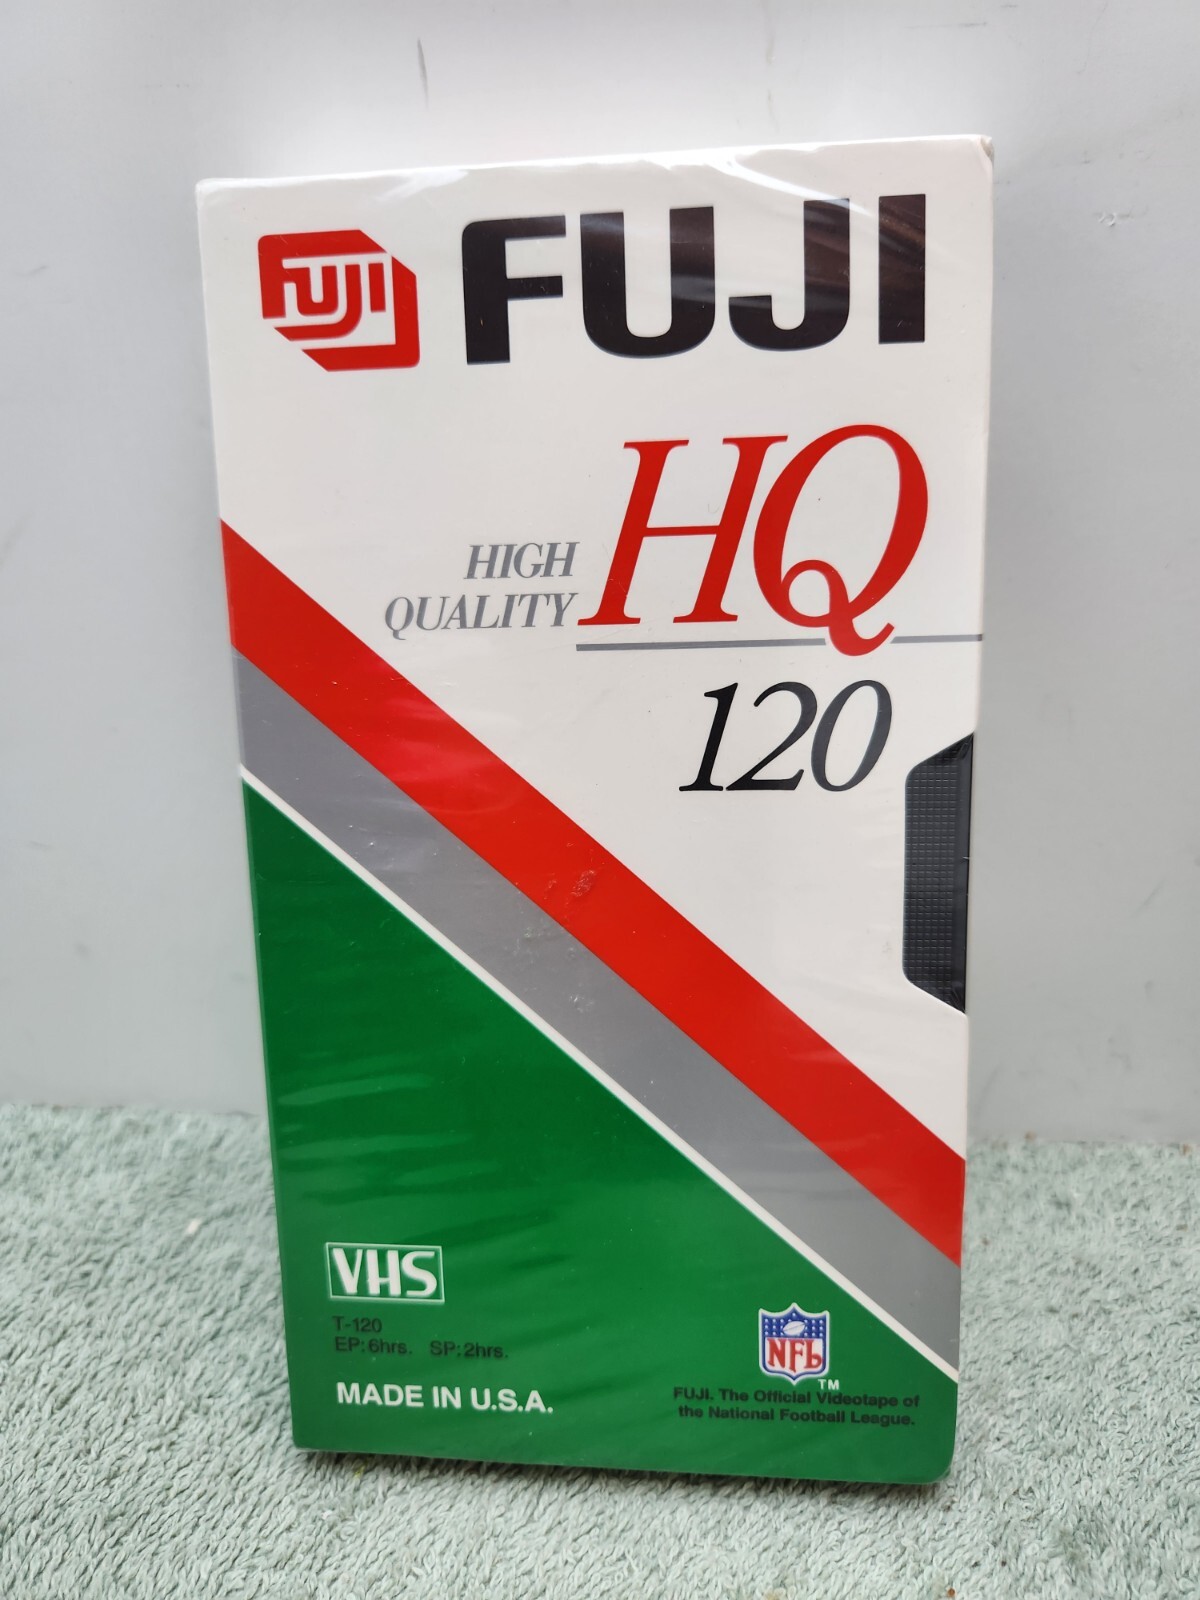 FUJI FUJI
HQ
HIGH
QUALITY
120
VHS
T-120
EP:6hrs. SP:2hrs.
MADE IN U.S.A.
NFL
TM
FUJI. The Official Videotape of
the National Football League.